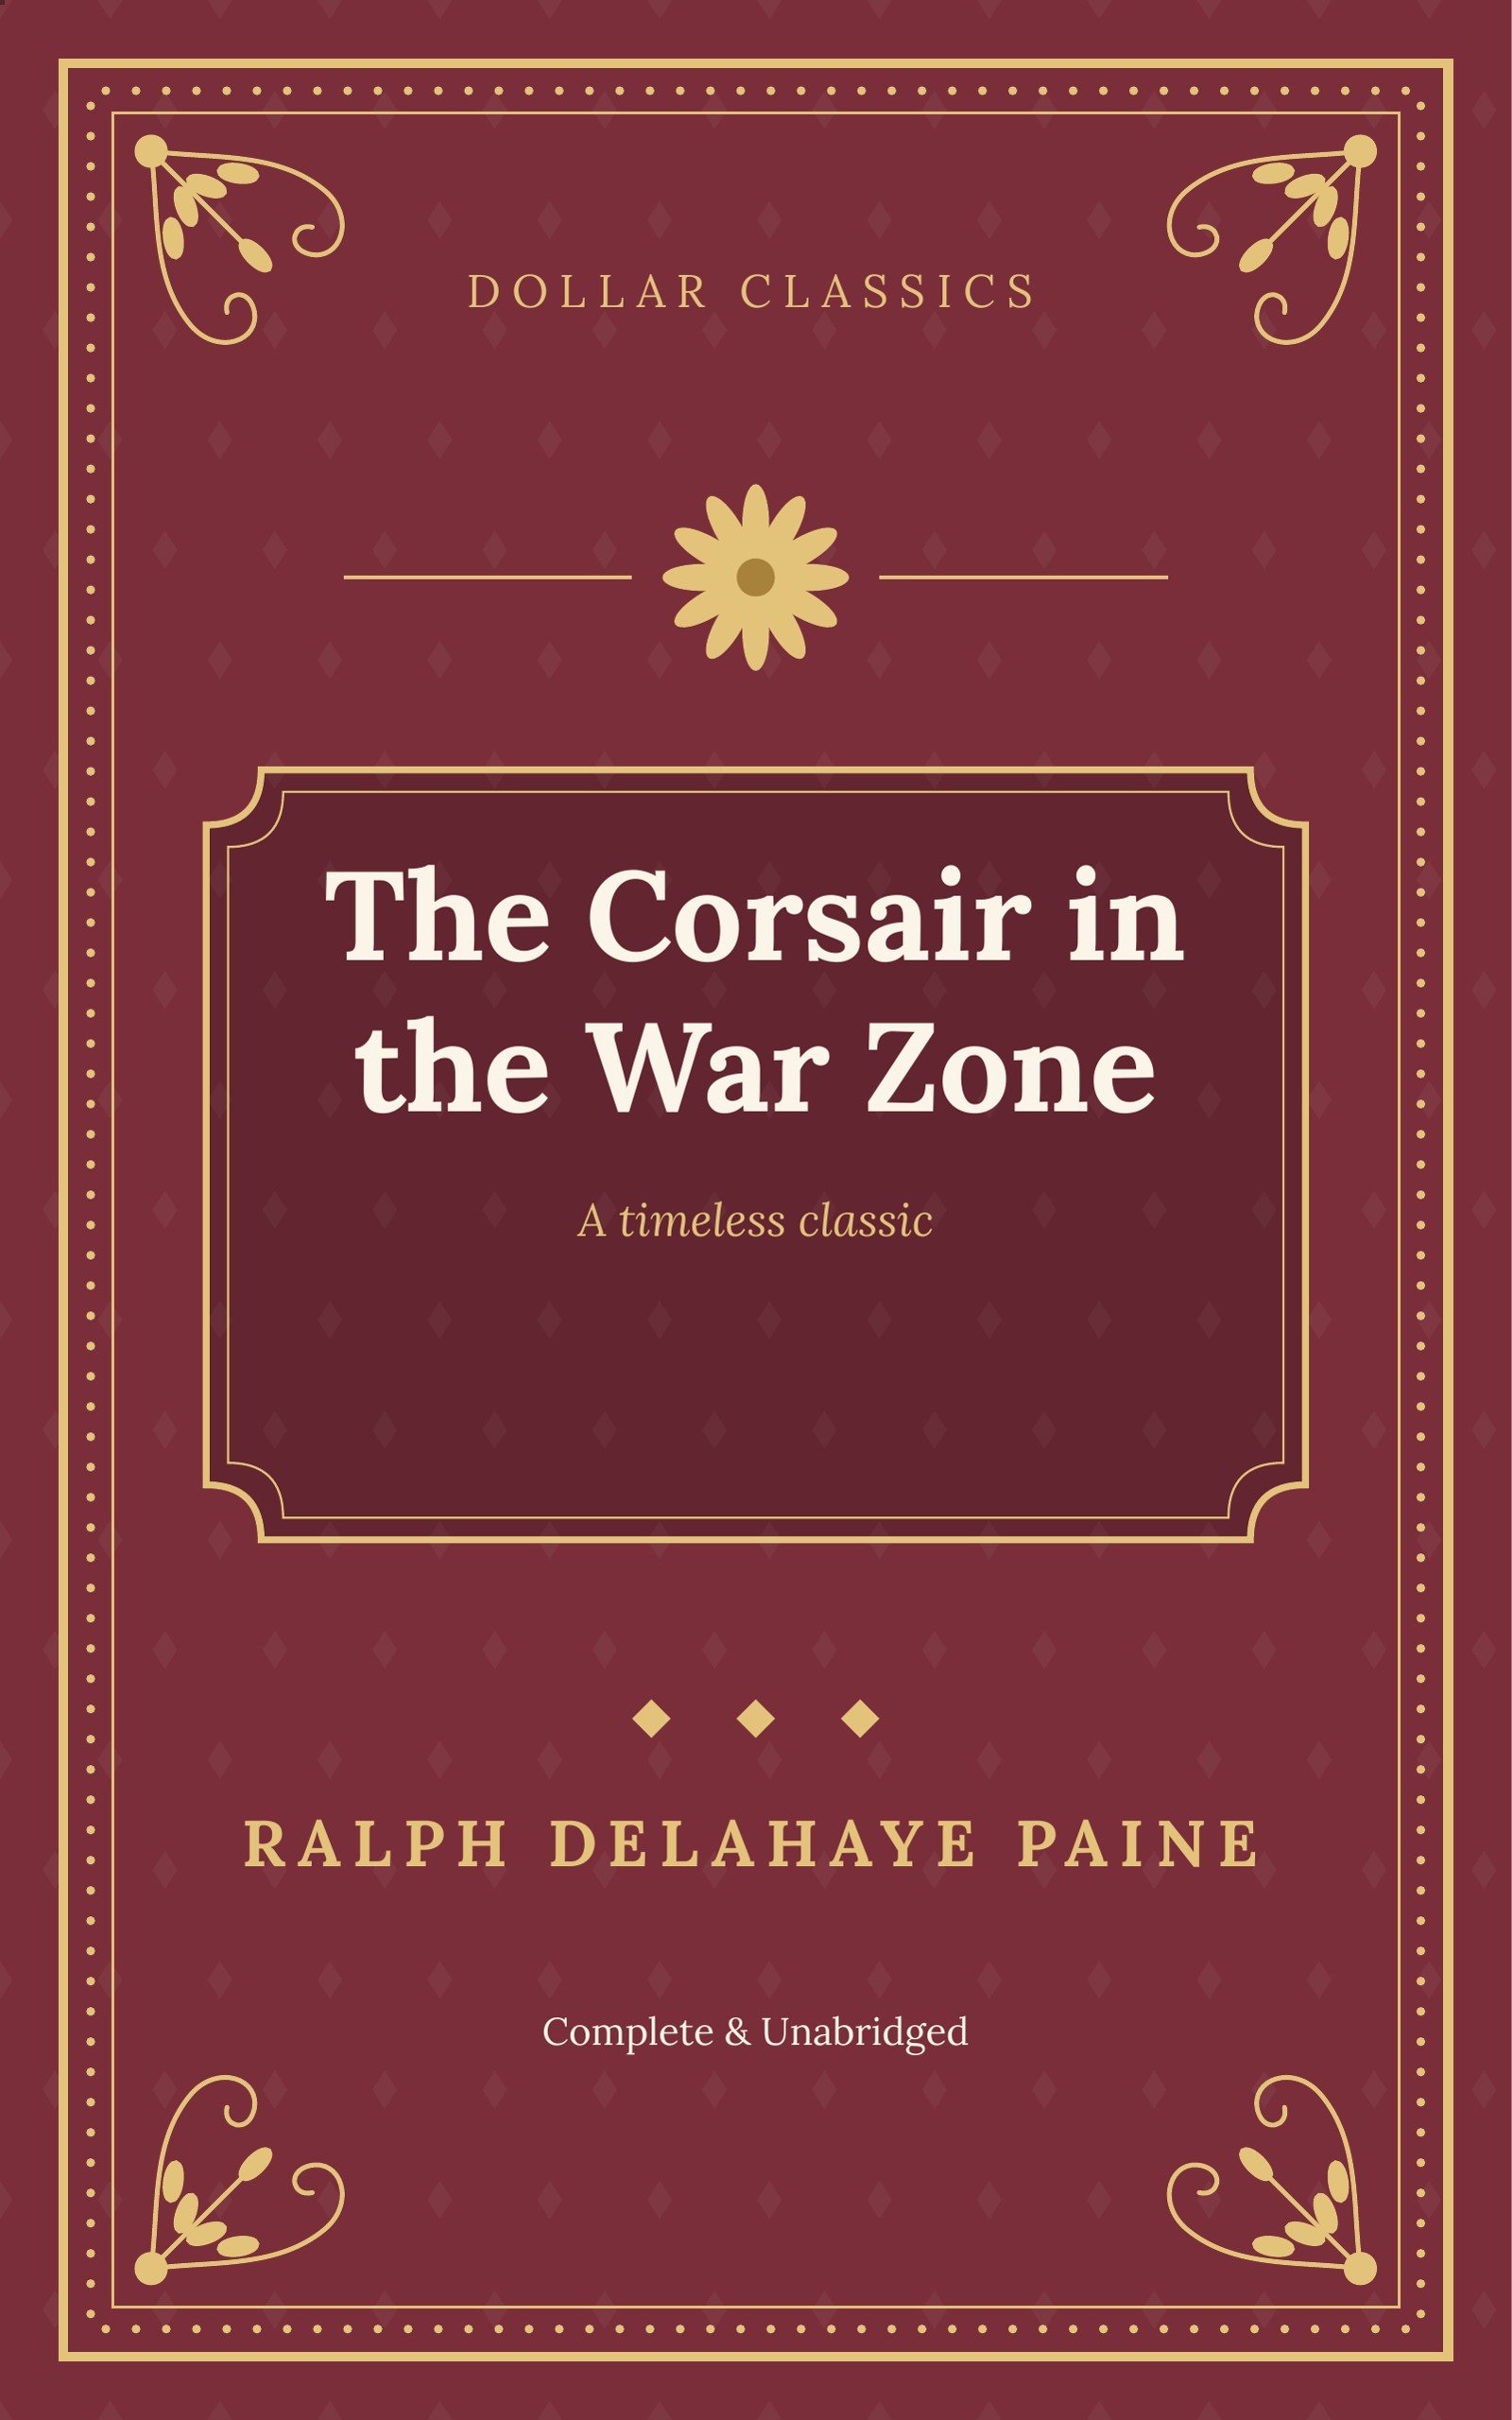 DOLLAR CLASSICS
The Corsair in
the War Zone
A timeless classic
RALPH DELAHAYE PAINE
Complete & Unabridged